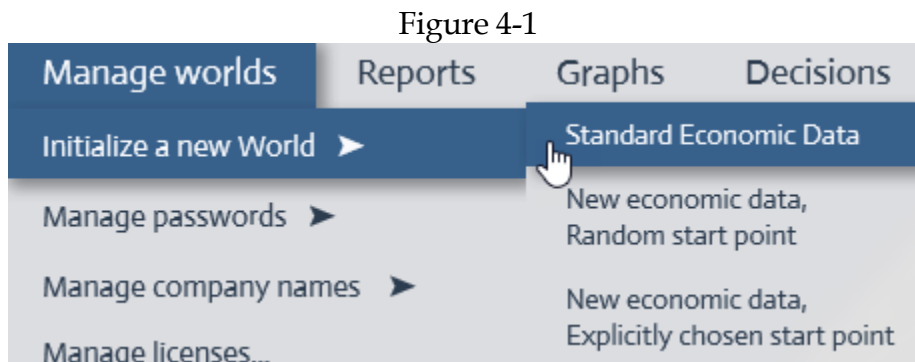 Figure 4-1
Manage worlds Reports Graphs Decisions
Initialize a new World ➤
Standard Economic Data
Manage passwords ➤
New economic data,
Random start point
Manage company names ➤
New economic data,
Explicitly chosen start point
Manage licenses...